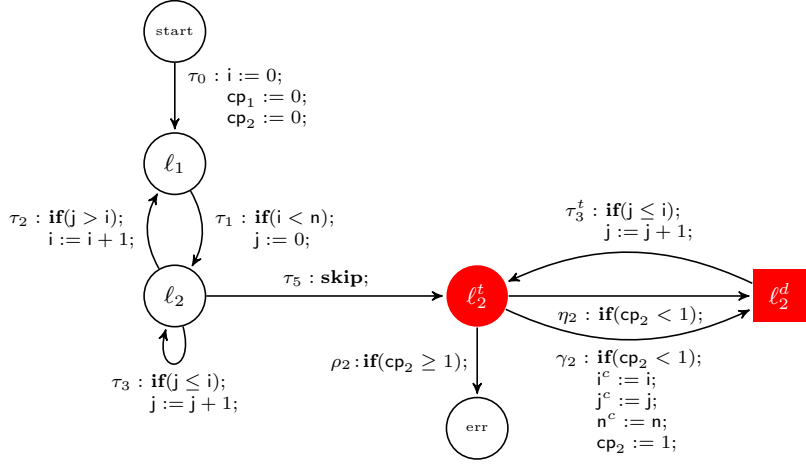 start
τ₀ : i := 0;
cp₁ := 0;
cp₂ := 0;
ℓ₁
τ₂ : if(j > i);
i := i + 1;
τ₁ : if(i < n);
j := 0;
τ₃ᵗ : if(j ≤ i);
j := j + 1;
ℓ₂
τ₅ : skip;
ℓ₂ᵗ
ℓ₂ᵈ
η₂ : if(cp₂ < 1);
τ₃ : if(j ≤ i);
j := j + 1;
ρ₂ : if(cp₂ ≥ 1);
γ₂ : if(cp₂ < 1);
iᶜ := i;
jᶜ := j;
nᶜ := n;
cp₂ := 1;
err